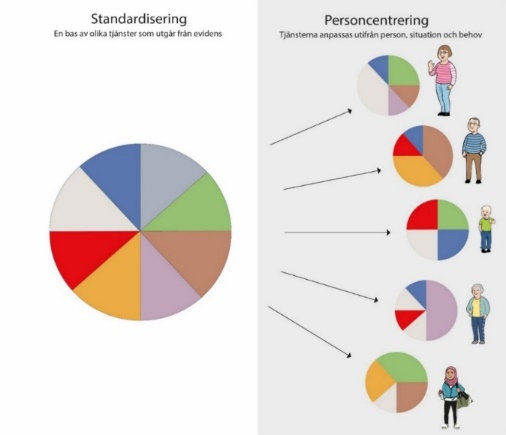 Standardisering
En bas av olika tjänster som utgår från evidens
Personcentrering
Tjänsterna anpassas utifrån person, situation och behov